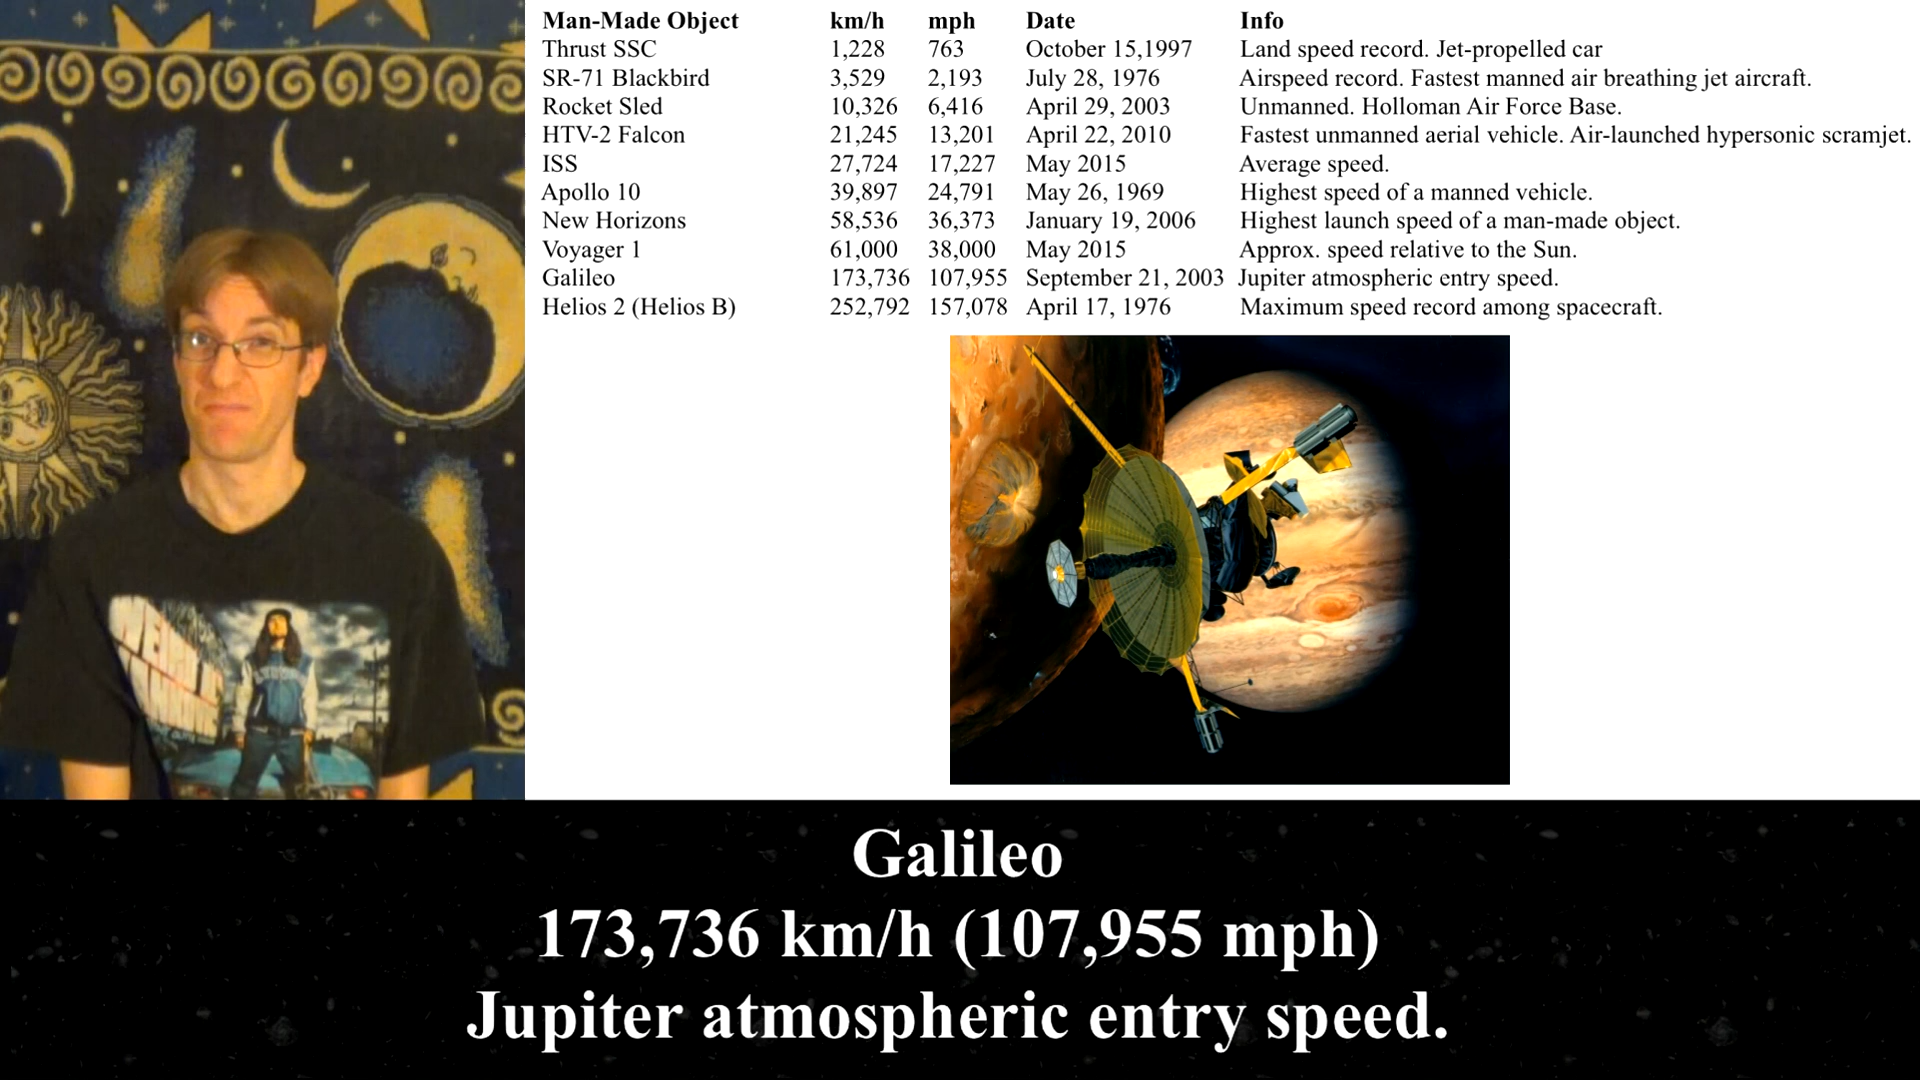 Man-Made Object km/h mph Date Info
Thrust SSC 1,228 763 October 15,1997 Land speed record. Jet-propelled car
SR-71 Blackbird 3,529 2,193 July 28, 1976 Airspeed record. Fastest manned air breathing jet aircraft.
Rocket Sled 10,326 6,416 April 29, 2003 Unmanned. Holloman Air Force Base.
HTV-2 Falcon 21,245 13,201 April 22, 2010 Fastest unmanned aerial vehicle. Air-launched hypersonic scramjet.
ISS 27,724 17,227 May 2015 Average speed.
Apollo 10 39,897 24,791 May 26, 1969 Highest speed of a manned vehicle.
New Horizons 58,536 36,373 January 19, 2006 Highest launch speed of a man-made object.
Voyager 1 61,000 38,000 May 2015 Approx. speed relative to the Sun.
Galileo 173,736 107,955 September 21, 2003 Jupiter atmospheric entry speed.
Helios 2 (Helios B) 252,792 157,078 April 17, 1976 Maximum speed record among spacecraft.
Galileo
173,736 km/h (107,955 mph)
Jupiter atmospheric entry speed.